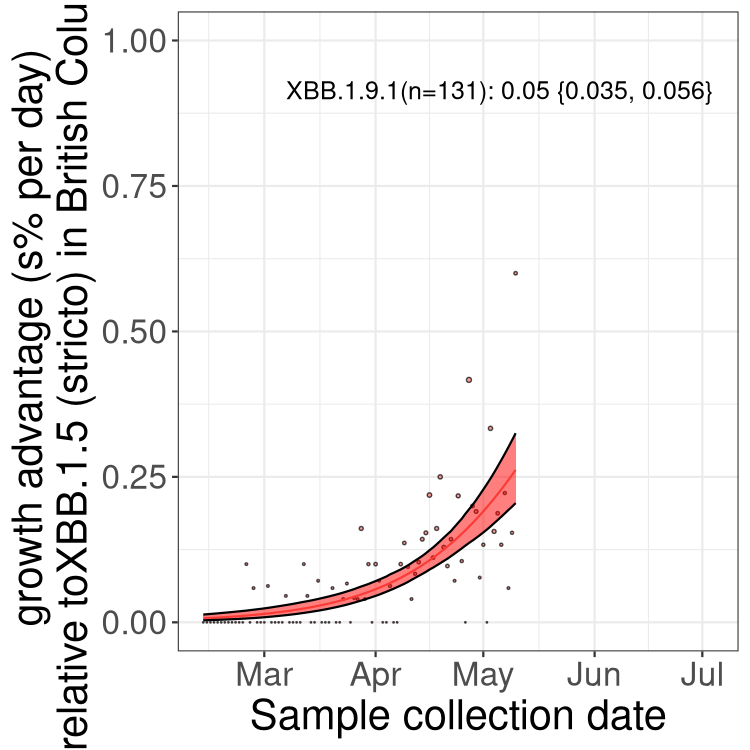 growth advantage (s% per day)
relative toXBB.1.5 (stricto) in British Colu
1.00
0.75
0.50
0.25
0.00
XBB.1.9.1(n=131): 0.05 {0.035, 0.056}
Mar Apr May Jun Jul
Sample collection date